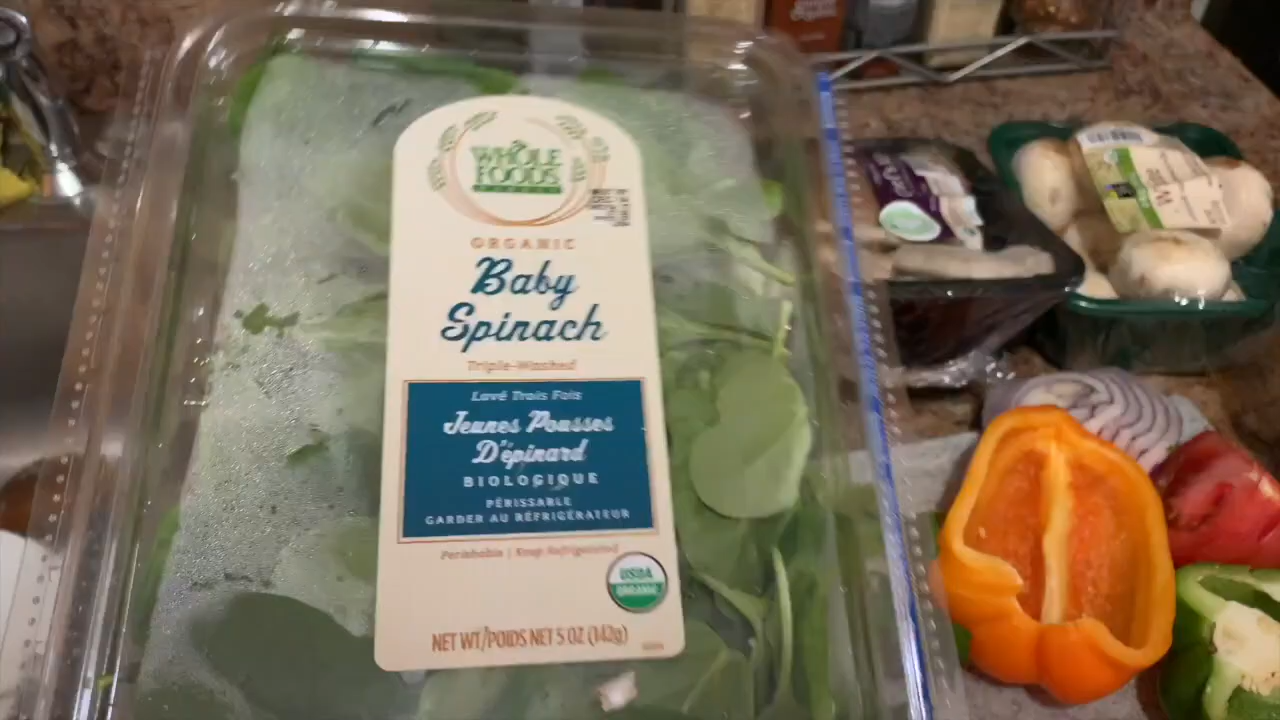 WHOLE
FOODS
ORGANIC
Baby
Spinach
Triple-Washed
Lavé Trois Fois
Jeunes Pousses
D'épinard
BIOLOGIQUE
PÉRISSABLE
GARDER AU RÉFRIGÉRATEUR
Perishable | Keep Refrigerated
USDA
ORGANIC
NET WT/POIDS NET 5 OZ (142g)